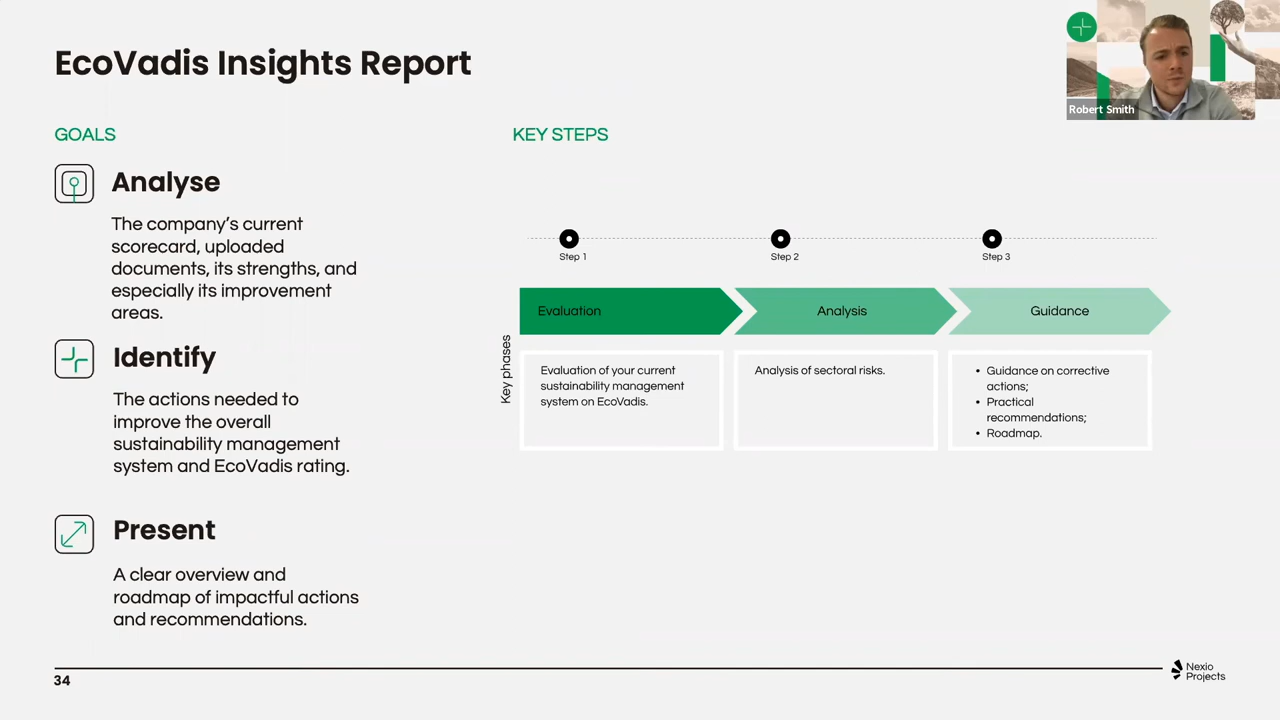 EcoVadis Insights Report
Robert Smith
GOALS
Analyse
The company's current
scorecard, uploaded
documents, its strengths, and
especially its improvement
areas.
Identify
The actions needed to
improve the overall
sustainability management
system and EcoVadis rating.
Present
A clear overview and
roadmap of impactful actions
and recommendations.
KEY STEPS
Step 1
Step 2
Step 3
Key phases
Evaluation
Analysis
Guidance
Evaluation of your current
sustainability management
system on EcoVadis.
Analysis of sectoral risks.
• Guidance on corrective
actions;
• Practical
recommendations;
• Roadmap.
34
Nexio
Projects